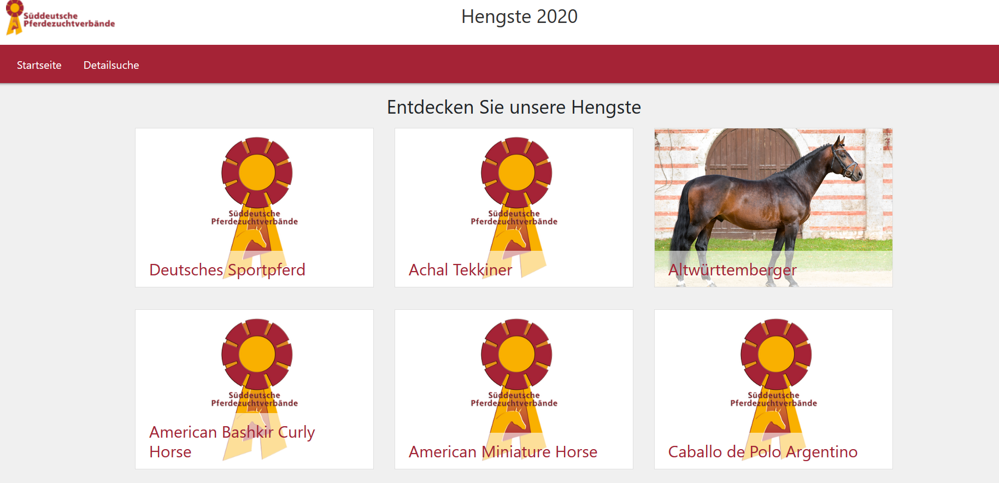 Süddeutsche
Pferdezuchtverbände
Hengste 2020
Startseite Detailsuche
Entdecken Sie unsere Hengste
Süddeutsche
Pferdezuchtverbände
Deutsches Sportpferd
Süddeutsche
Pferdezuchtverbände
Achal Tekkiner
Altwürttemberger
Süddeutsche
Pferdezuchtverbände
American Bashkir Curly
Horse
Süddeutsche
Pferdezuchtverbände
American Miniature Horse
Süddeutsche
Pferdezuchtverbände
Caballo de Polo Argentino